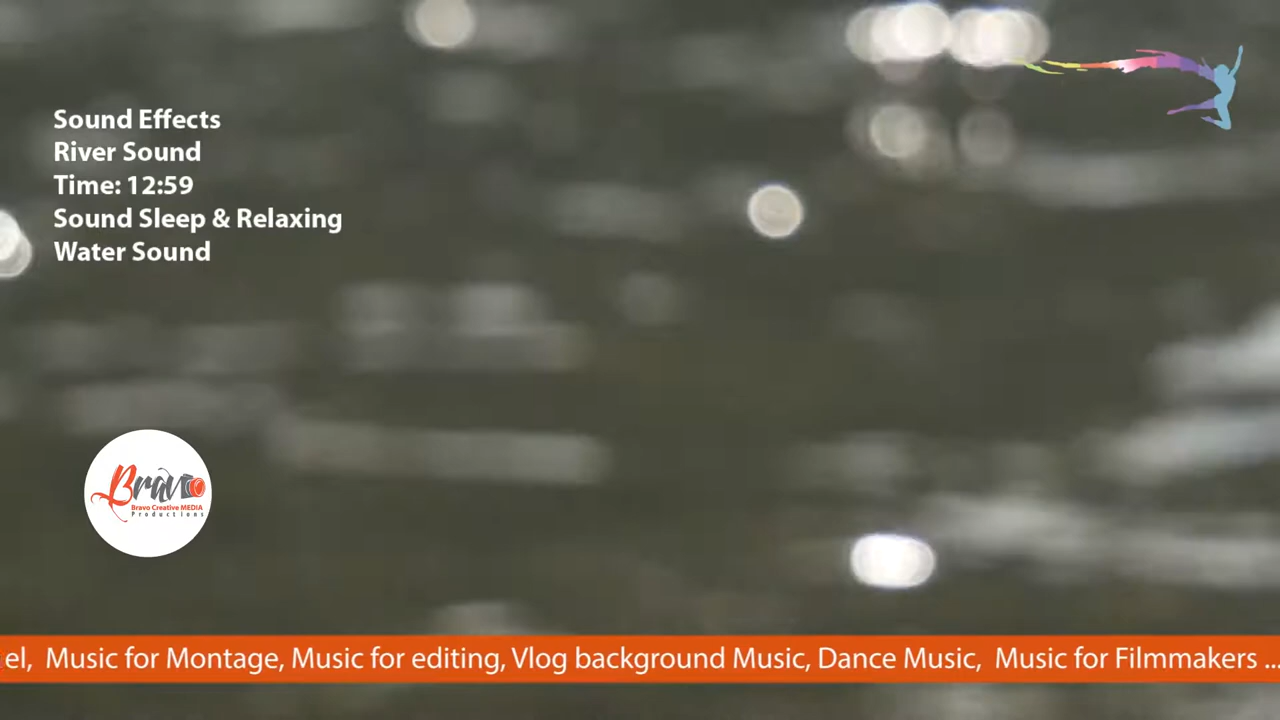 Sound Effects
River Sound
Time: 12:59
Sound Sleep & Relaxing
Water Sound
Bravo
Bravo Creative MEDIA
Productions
el, Music for Montage, Music for editing, Vlog background Music, Dance Music, Music for Filmmakers ...